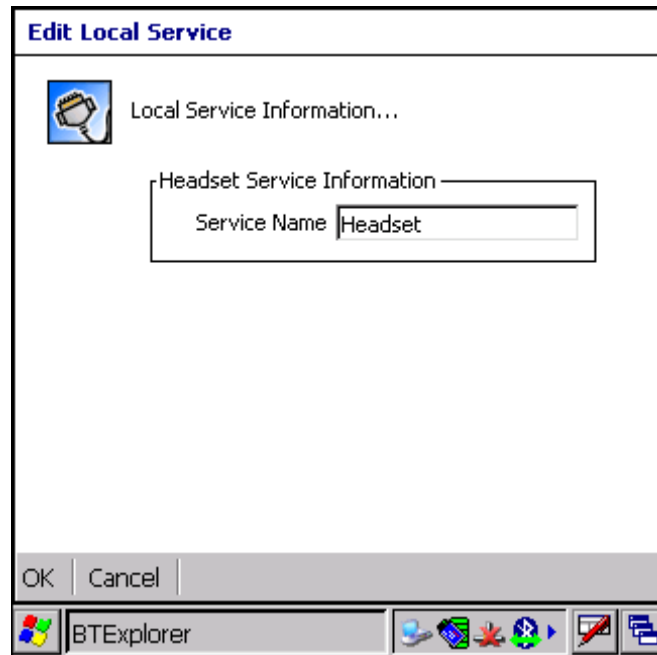 Edit Local Service
Local Service Information...
Headset Service Information
Service Name Headset
OK Cancel
BTExplorer